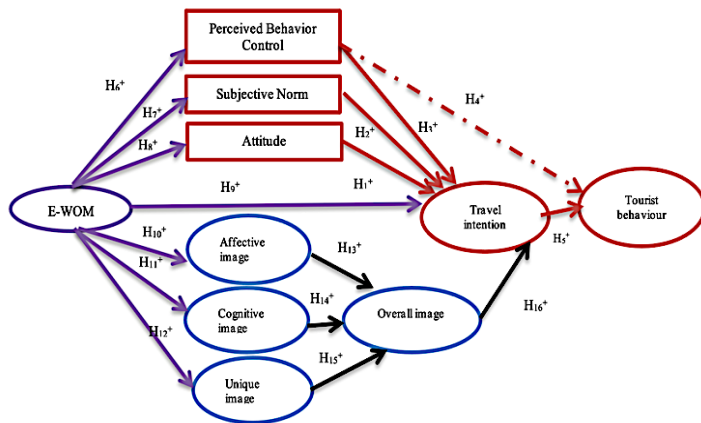 Perceived Behavior
Control
H6+
H4+
Subjective Norm
H7+
H2+
H3+
H8+
Attitude
H9+
H1+
E-WOM
Travel
intention
Tourist
behaviour
H10+
Affective
image
H13+
H5+
H11+
Cognitive
image
H14+
Overall image
H16+
H12+
H15+
Unique
image